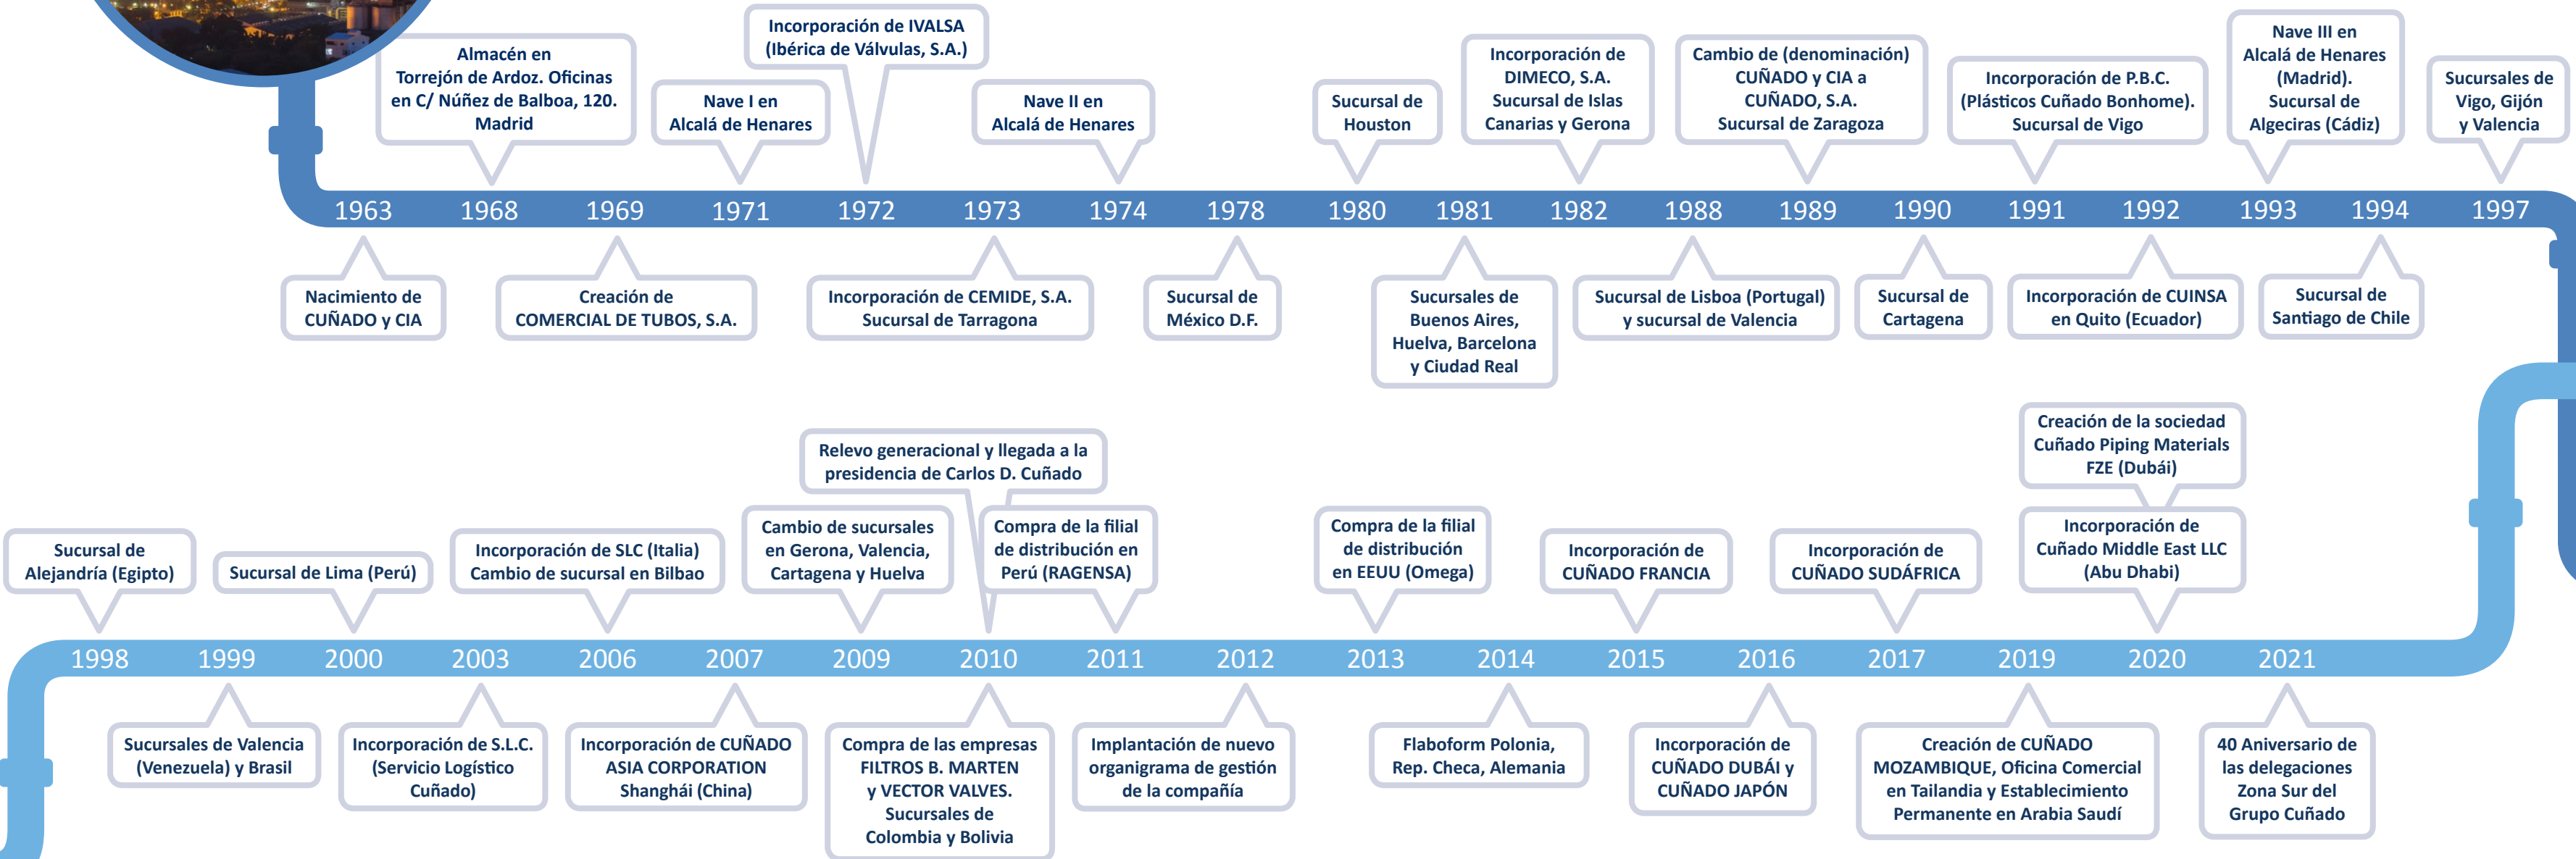 Almacén en
Torrejón de Ardoz. Oficinas
en C/ Núñez de Balboa, 120.
Madrid
Nave I en
Alcalá de Henares
Incorporación de IVALSA
(Ibérica de Válvulas, S.A.)
Nave II en
Alcalá de Henares
Sucursal de
Houston
Incorporación de
DIMECO, S.A.
Sucursal de Islas
Canarias y Gerona
Cambio de (denominación)
CUÑADO y CIA a
CUÑADO, S.A.
Sucursal de Zaragoza
Incorporación de P.B.C.
(Plásticos Cuñado Bonhome).
Sucursal de Vigo
Nave III en
Alcalá de Henares
(Madrid).
Sucursal de
Algeciras (Cádiz)
Sucursales de
Vigo, Gijón
y Valencia
1963 1968 1969 1971 1972 1973 1974 1978 1980 1981 1982 1988 1989 1990 1991 1992 1993 1994 1997
Nacimiento de
CUÑADO y CIA
Creación de
COMERCIAL DE TUBOS, S.A.
Incorporación de CEMIDE, S.A.
Sucursal de Tarragona
Sucursal de
México D.F.
Sucursales de
Buenos Aires,
Huelva, Barcelona
y Ciudad Real
Sucursal de Lisboa (Portugal)
y sucursal de Valencia
Sucursal de
Cartagena
Incorporación de CUINSA
en Quito (Ecuador)
Sucursal de
Santiago de Chile
Sucursal de
Alejandría (Egipto)
Sucursal de Lima (Perú)
Incorporación de SLC (Italia)
Cambio de sucursal en Bilbao
Cambio de sucursales
en Gerona, Valencia,
Cartagena y Huelva
Relevo generacional y llegada a la
presidencia de Carlos D. Cuñado
Compra de la filial
de distribución en
Perú (RAGENSA)
Compra de la filial
de distribución
en EEUU (Omega)
Incorporación de
CUÑADO FRANCIA
Incorporación de
CUÑADO SUDÁFRICA
Creación de la sociedad
Cuñado Piping Materials
FZE (Dubái)
Incorporación de
Cuñado Middle East LLC
(Abu Dhabi)
1998 1999 2000 2003 2006 2007 2009 2010 2011 2012 2013 2014 2015 2016 2017 2019 2020 2021
Sucursales de Valencia
(Venezuela) y Brasil
Incorporación de S.L.C.
(Servicio Logístico
Cuñado)
Incorporación de CUÑADO
ASIA CORPORATION
Shanghái (China)
Compra de las empresas
FILTROS B. MARTEN
y VECTOR VALVES.
Sucursales de
Colombia y Bolivia
Implantación de nuevo
organigrama de gestión
de la compañía
Flaboform Polonia,
Rep. Checa, Alemania
Incorporación de
CUÑADO DUBÁI y
CUÑADO JAPÓN
Creación de CUÑADO
MOZAMBIQUE, Oficina Comercial
en Tailandia y Establecimiento
Permanente en Arabia Saudí
40 Aniversario de
las delegaciones
Zona Sur del
Grupo Cuñado